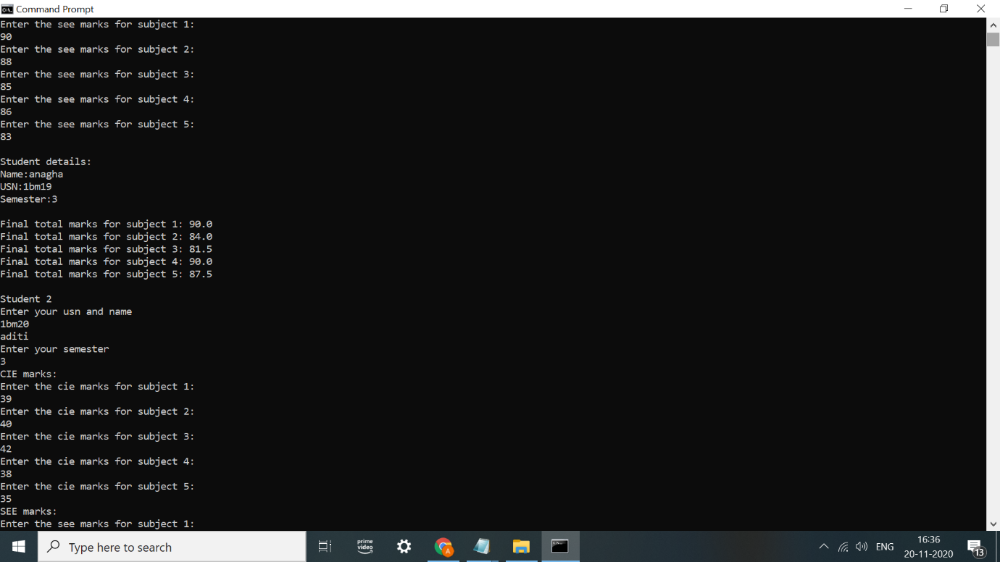 Command Prompt
Enter the see marks for subject 1:
90
Enter the see marks for subject 2:
88
Enter the see marks for subject 3:
85
Enter the see marks for subject 4:
86
Enter the see marks for subject 5:
83
Student details:
Name:anagha
USN:1bm19
Semester:3
Final total marks for subject 1: 90.0
Final total marks for subject 2: 84.0
Final total marks for subject 3: 81.5
Final total marks for subject 4: 90.0
Final total marks for subject 5: 87.5
Student 2
Enter your usn and name
1bm20
aditi
Enter your semester
3
CIE marks:
Enter the cie marks for subject 1:
39
Enter the cie marks for subject 2:
40
Enter the cie marks for subject 3:
42
Enter the cie marks for subject 4:
38
Enter the cie marks for subject 5:
35
SEE marks:
Enter the see marks for subject 1:
Type here to search
prime
video
A
ENG
16:36
20-11-2020
13